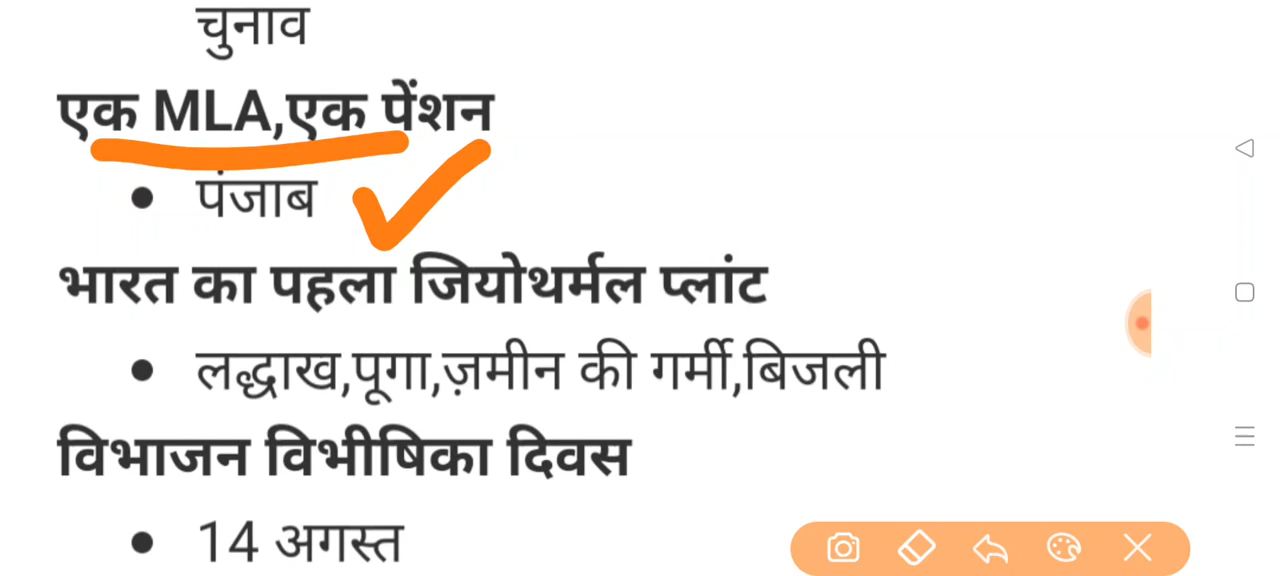 चुनाव
एक MLA,एक पेंशन
• पंजाब
भारत का पहला जियोथर्मल प्लांट
• लद्धाख,पूगा,ज़मीन की गर्मी,बिजली
विभाजन विभीषिका दिवस
• 14 अगस्त